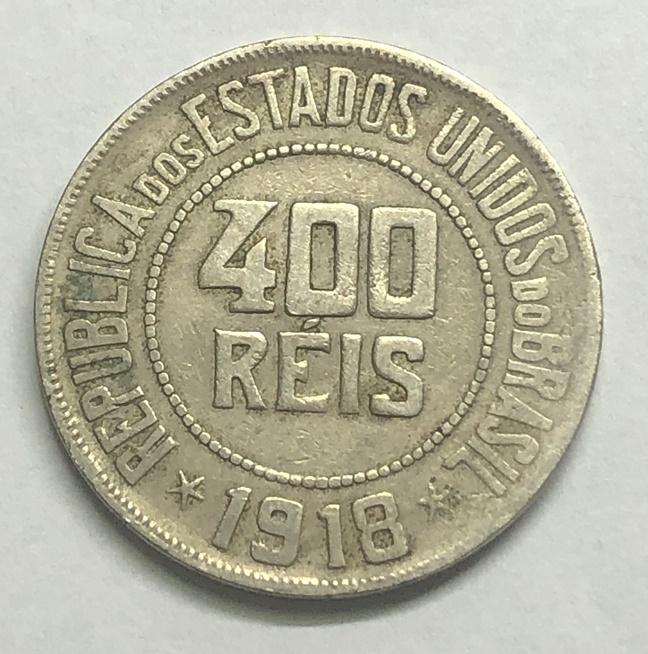 REPUBLICA DOS ESTADOS UNIDOS DO BRASIL
400
RÉIS
* 1918 *